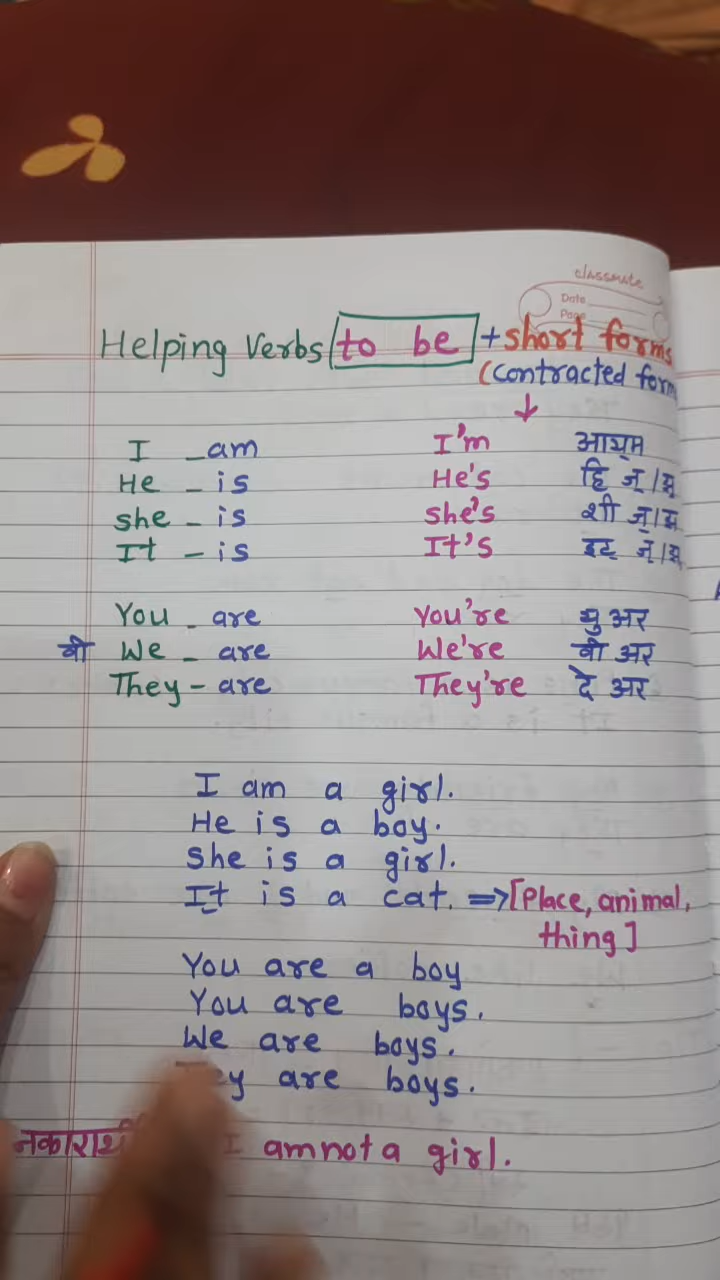 classmate
Date
Page
Helping Verbs to be + short forms
(contracted form
I - am I'm आयम
He - is He's हि ज़्/झ
she - is she's शी ज़्/झ
It - is It's इट ज़्/झ
You - are You're यु अर
वी We - are We're वी अर
They - are They're दे अर
I am a girl.
He is a boy.
She is a girl.
It is a cat. ⇒ [Place, animal,
thing]
You are a boy
You are boys.
We are boys.
They are boys.
नकारार्थी I am not a girl.